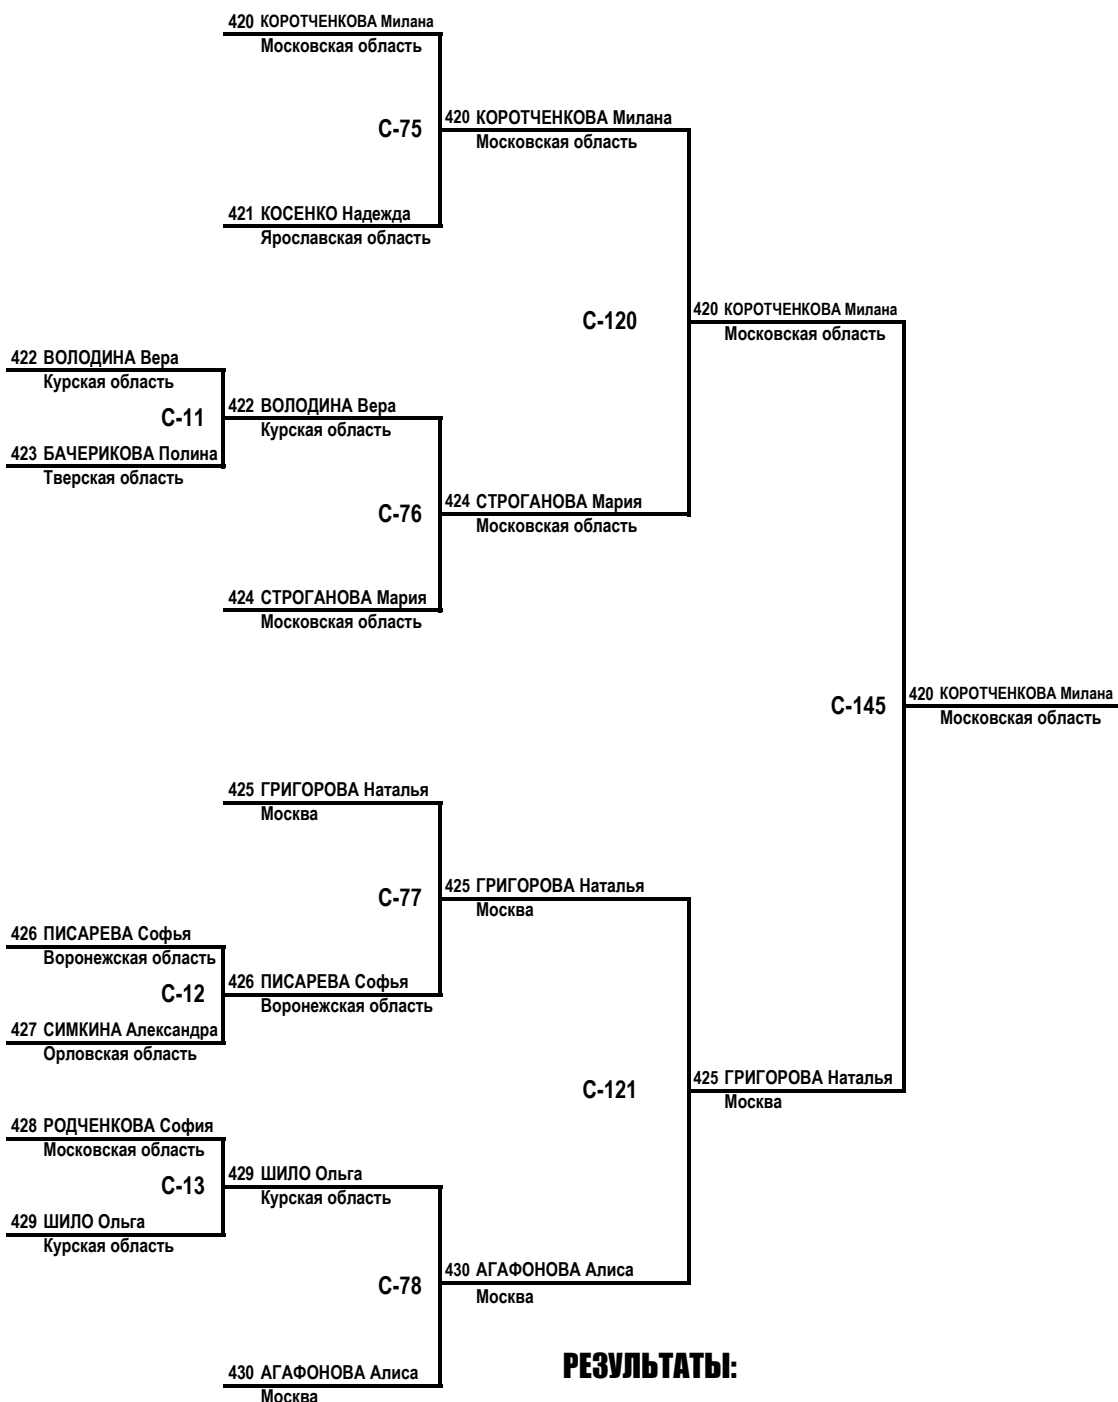 420 КОРОТЧЕНКОВА Милана
Московская область
С-75
420 КОРОТЧЕНКОВА Милана
Московская область
421 КОСЕНКО Надежда
Ярославская область
С-120
420 КОРОТЧЕНКОВА Милана
Московская область
422 ВОЛОДИНА Вера
Курская область
С-11
422 ВОЛОДИНА Вера
Курская область
423 БАЧЕРИКОВА Полина
Тверская область
С-76
424 СТРОГАНОВА Мария
Московская область
424 СТРОГАНОВА Мария
Московская область
С-145
420 КОРОТЧЕНКОВА Милана
Московская область
425 ГРИГОРОВА Наталья
Москва
С-77
425 ГРИГОРОВА Наталья
Москва
426 ПИСАРЕВА Софья
Воронежская область
С-12
426 ПИСАРЕВА Софья
Воронежская область
427 СИМКИНА Александра
Орловская область
С-121
425 ГРИГОРОВА Наталья
Москва
428 РОДЧЕНКОВА София
Московская область
С-13
429 ШИЛО Ольга
Курская область
429 ШИЛО Ольга
Курская область
С-78
430 АГАФОНОВА Алиса
Москва
430 АГАФОНОВА Алиса
Москва
РЕЗУЛЬТАТЫ: